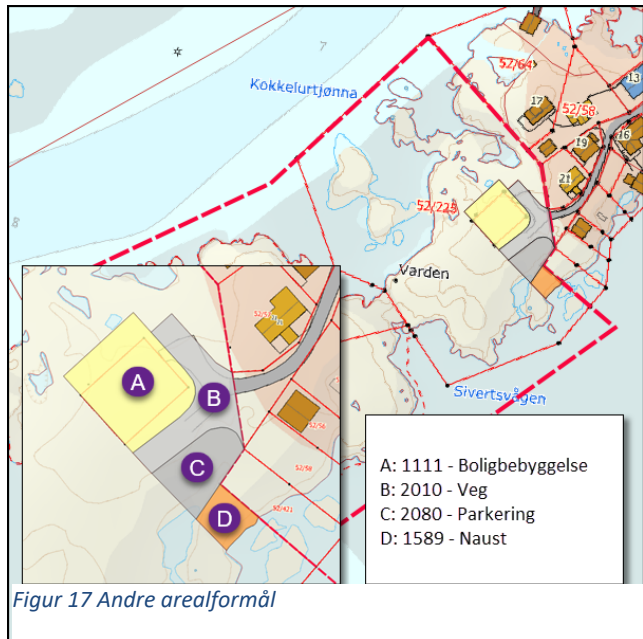 7
Kokkelurtjønna
52/64
13
17
52/58
16
19
21
8
52/225
Varden
Sivertsvågen
A
B
C
D
52/56
52/58
52/421
A: 1111 - Boligbebyggelse
B: 2010 - Veg
C: 2080 - Parkering
D: 1589 - Naust
Figur 17 Andre arealformål